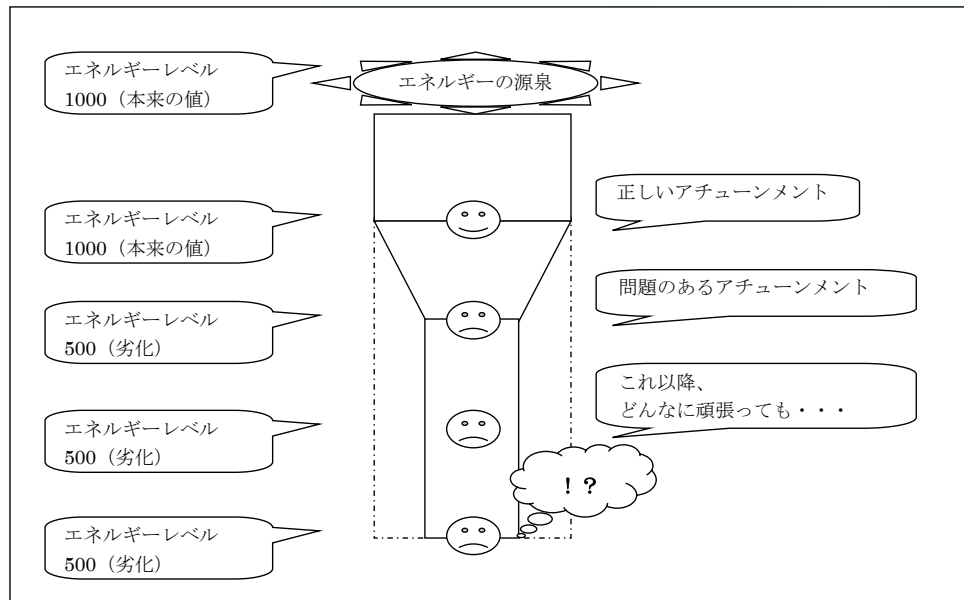 エネルギーレベル
1000（本来の値）
エネルギーの源泉
正しいアチューンメント
エネルギーレベル
1000（本来の値）
問題のあるアチューンメント
エネルギーレベル
500（劣化）
これ以降、
どんなに頑張っても・・・
エネルギーレベル
500（劣化）
！？
エネルギーレベル
500（劣化）